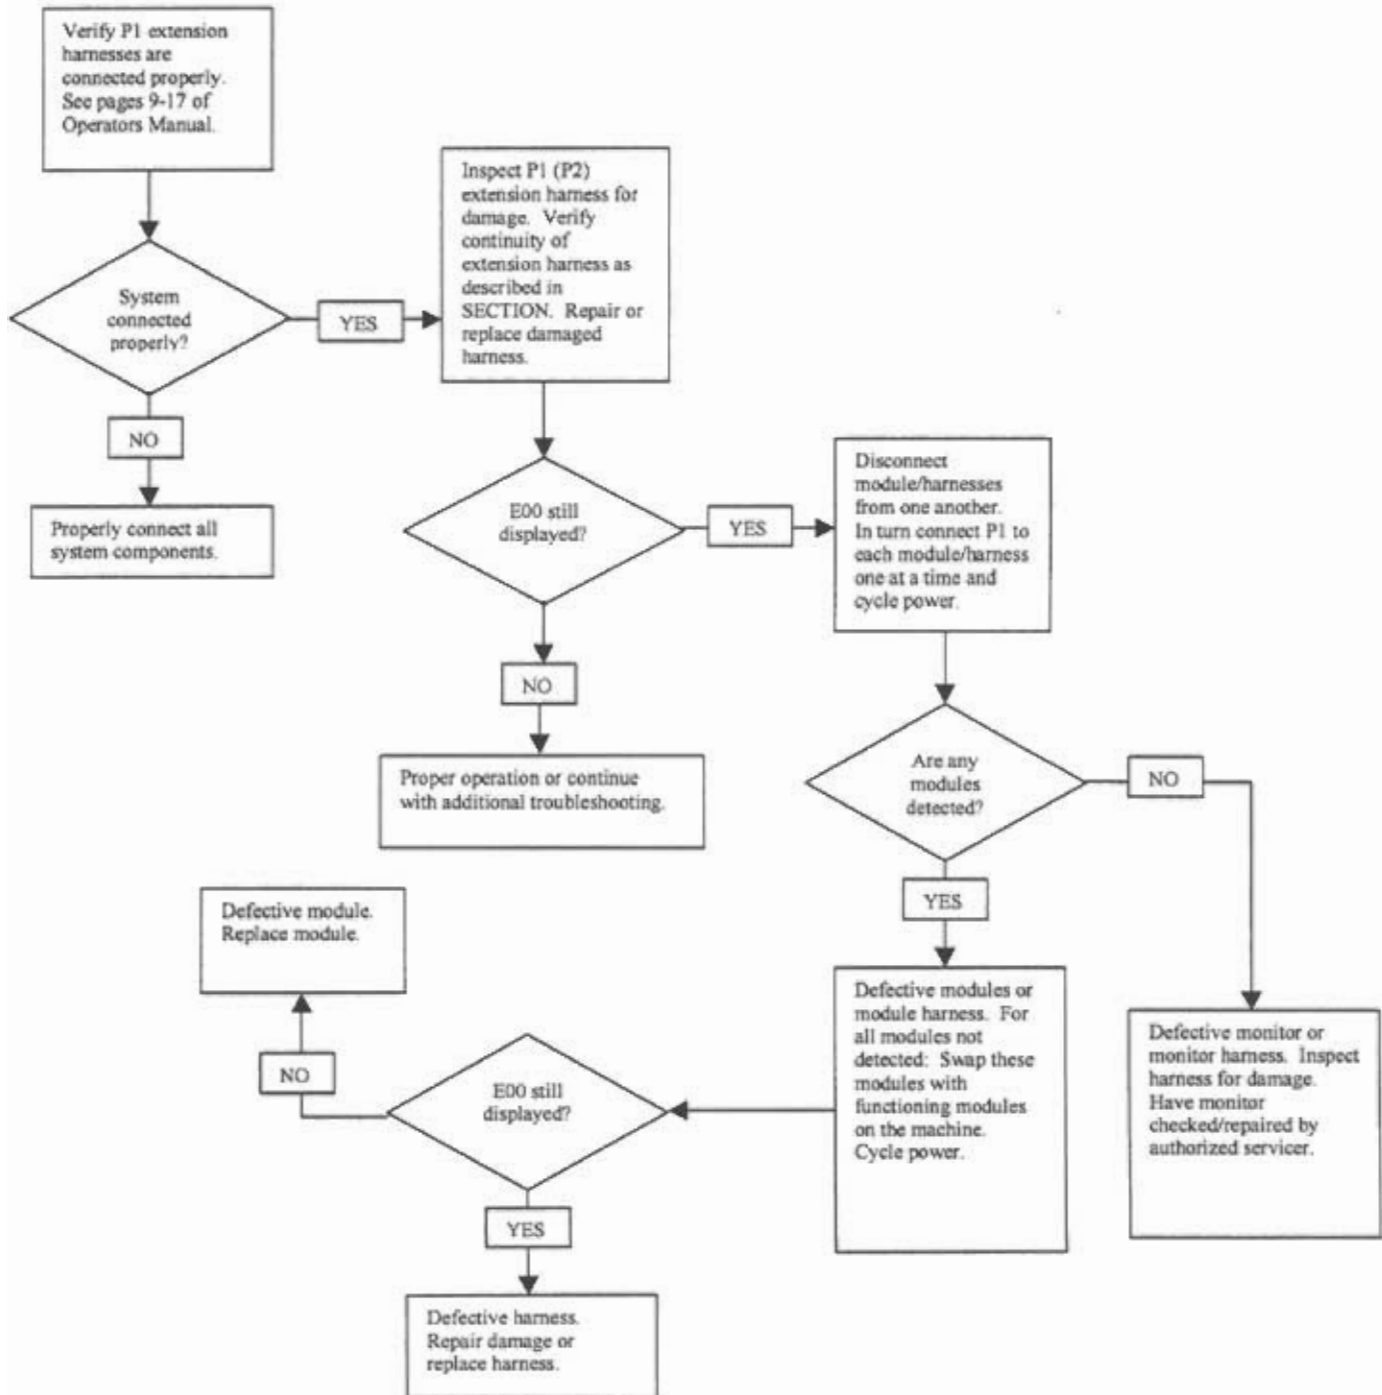 Verify P1 extension
harnesses are
connected properly.
See pages 9-17 of
Operators Manual.
System
connected
properly?
YES
NO
Properly connect all
system components.
Inspect P1 (P2)
extension harness for
damage. Verify
continuity of
extension harness as
described in
SECTION. Repair or
replace damaged
harness.
E00 still
displayed?
YES
NO
Proper operation or continue
with additional troubleshooting.
Disconnect
module/harnesses
from one another.
In turn connect P1 to
each module/harness
one at a time and
cycle power.
Are any
modules
detected?
NO
YES
Defective monitor or
monitor harness. Inspect
harness for damage.
Have monitor
checked/repaired by
authorized servicer.
Defective modules or
module harness. For
all modules not
detected: Swap these
modules with
functioning modules
on the machine.
Cycle power.
E00 still
displayed?
NO
Defective module.
Replace module.
YES
Defective harness.
Repair damage or
replace harness.